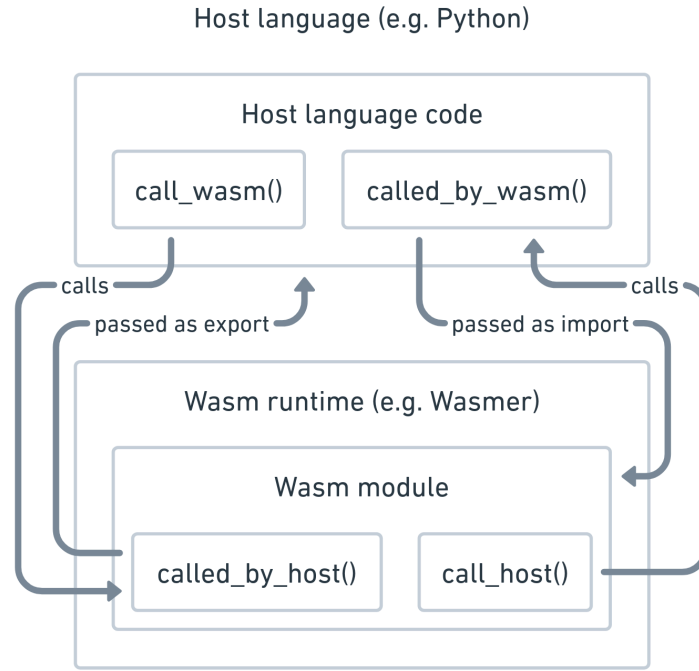 Host language (e.g. Python)
Host language code
call_wasm()
called_by_wasm()
calls
calls
passed as export
passed as import
Wasm runtime (e.g. Wasmer)
Wasm module
called_by_host()
call_host()